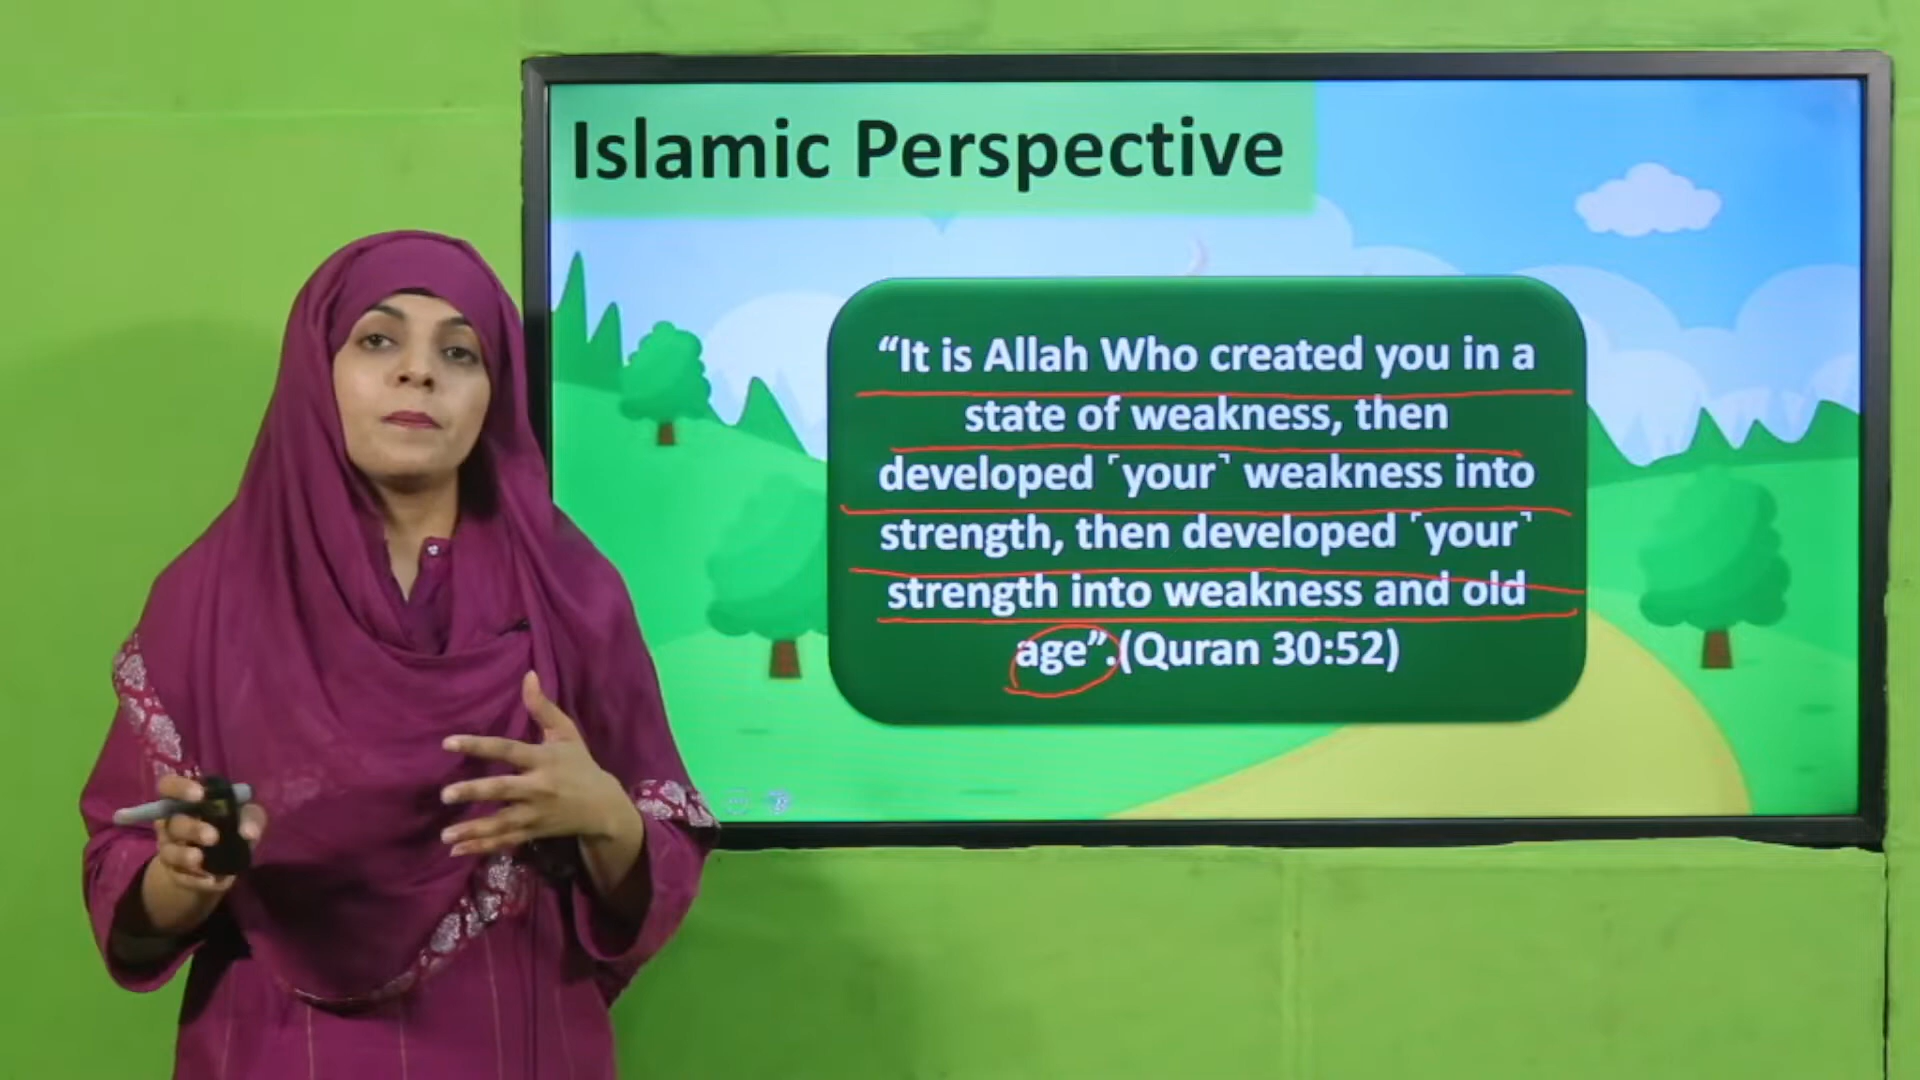 Islamic Perspective
“It is Allah Who created you in a
state of weakness, then
developed ⸢your⸣ weakness into
strength, then developed ⸢your⸣
strength into weakness and old
age”.(Quran 30:52)